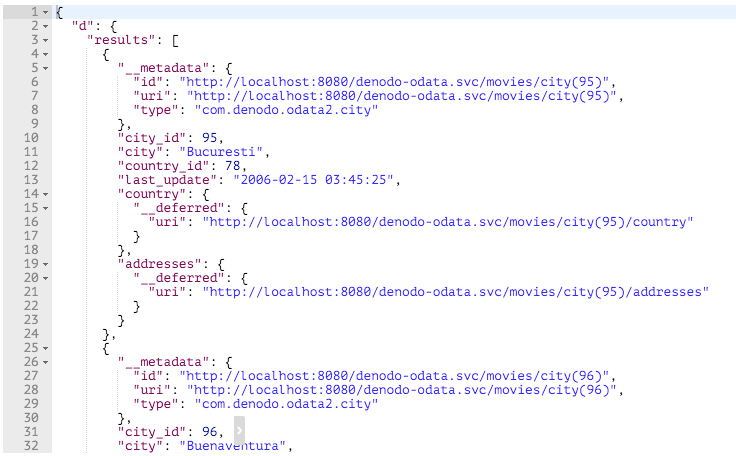 1 {
2   "d": {
3     "results": [
4       {
5         "__metadata": {
6           "id": "http://localhost:8080/denodo-odata.svc/movies/city(95)",
7           "uri": "http://localhost:8080/denodo-odata.svc/movies/city(95)",
8           "type": "com.denodo.odata2.city"
9         },
10         "city_id": 95,
11         "city": "Bucuresti",
12         "country_id": 78,
13         "last_update": "2006-02-15 03:45:25",
14         "country": {
15           "__deferred": {
16             "uri": "http://localhost:8080/denodo-odata.svc/movies/city(95)/country"
17           }
18         },
19         "addresses": {
20           "__deferred": {
21             "uri": "http://localhost:8080/denodo-odata.svc/movies/city(95)/addresses"
22           }
23         }
24       },
25       {
26         "__metadata": {
27           "id": "http://localhost:8080/denodo-odata.svc/movies/city(96)",
28           "uri": "http://localhost:8080/denodo-odata.svc/movies/city(96)",
29           "type": "com.denodo.odata2.city"
30         },
31         "city_id": 96,
32         "city": "Buenaventura",